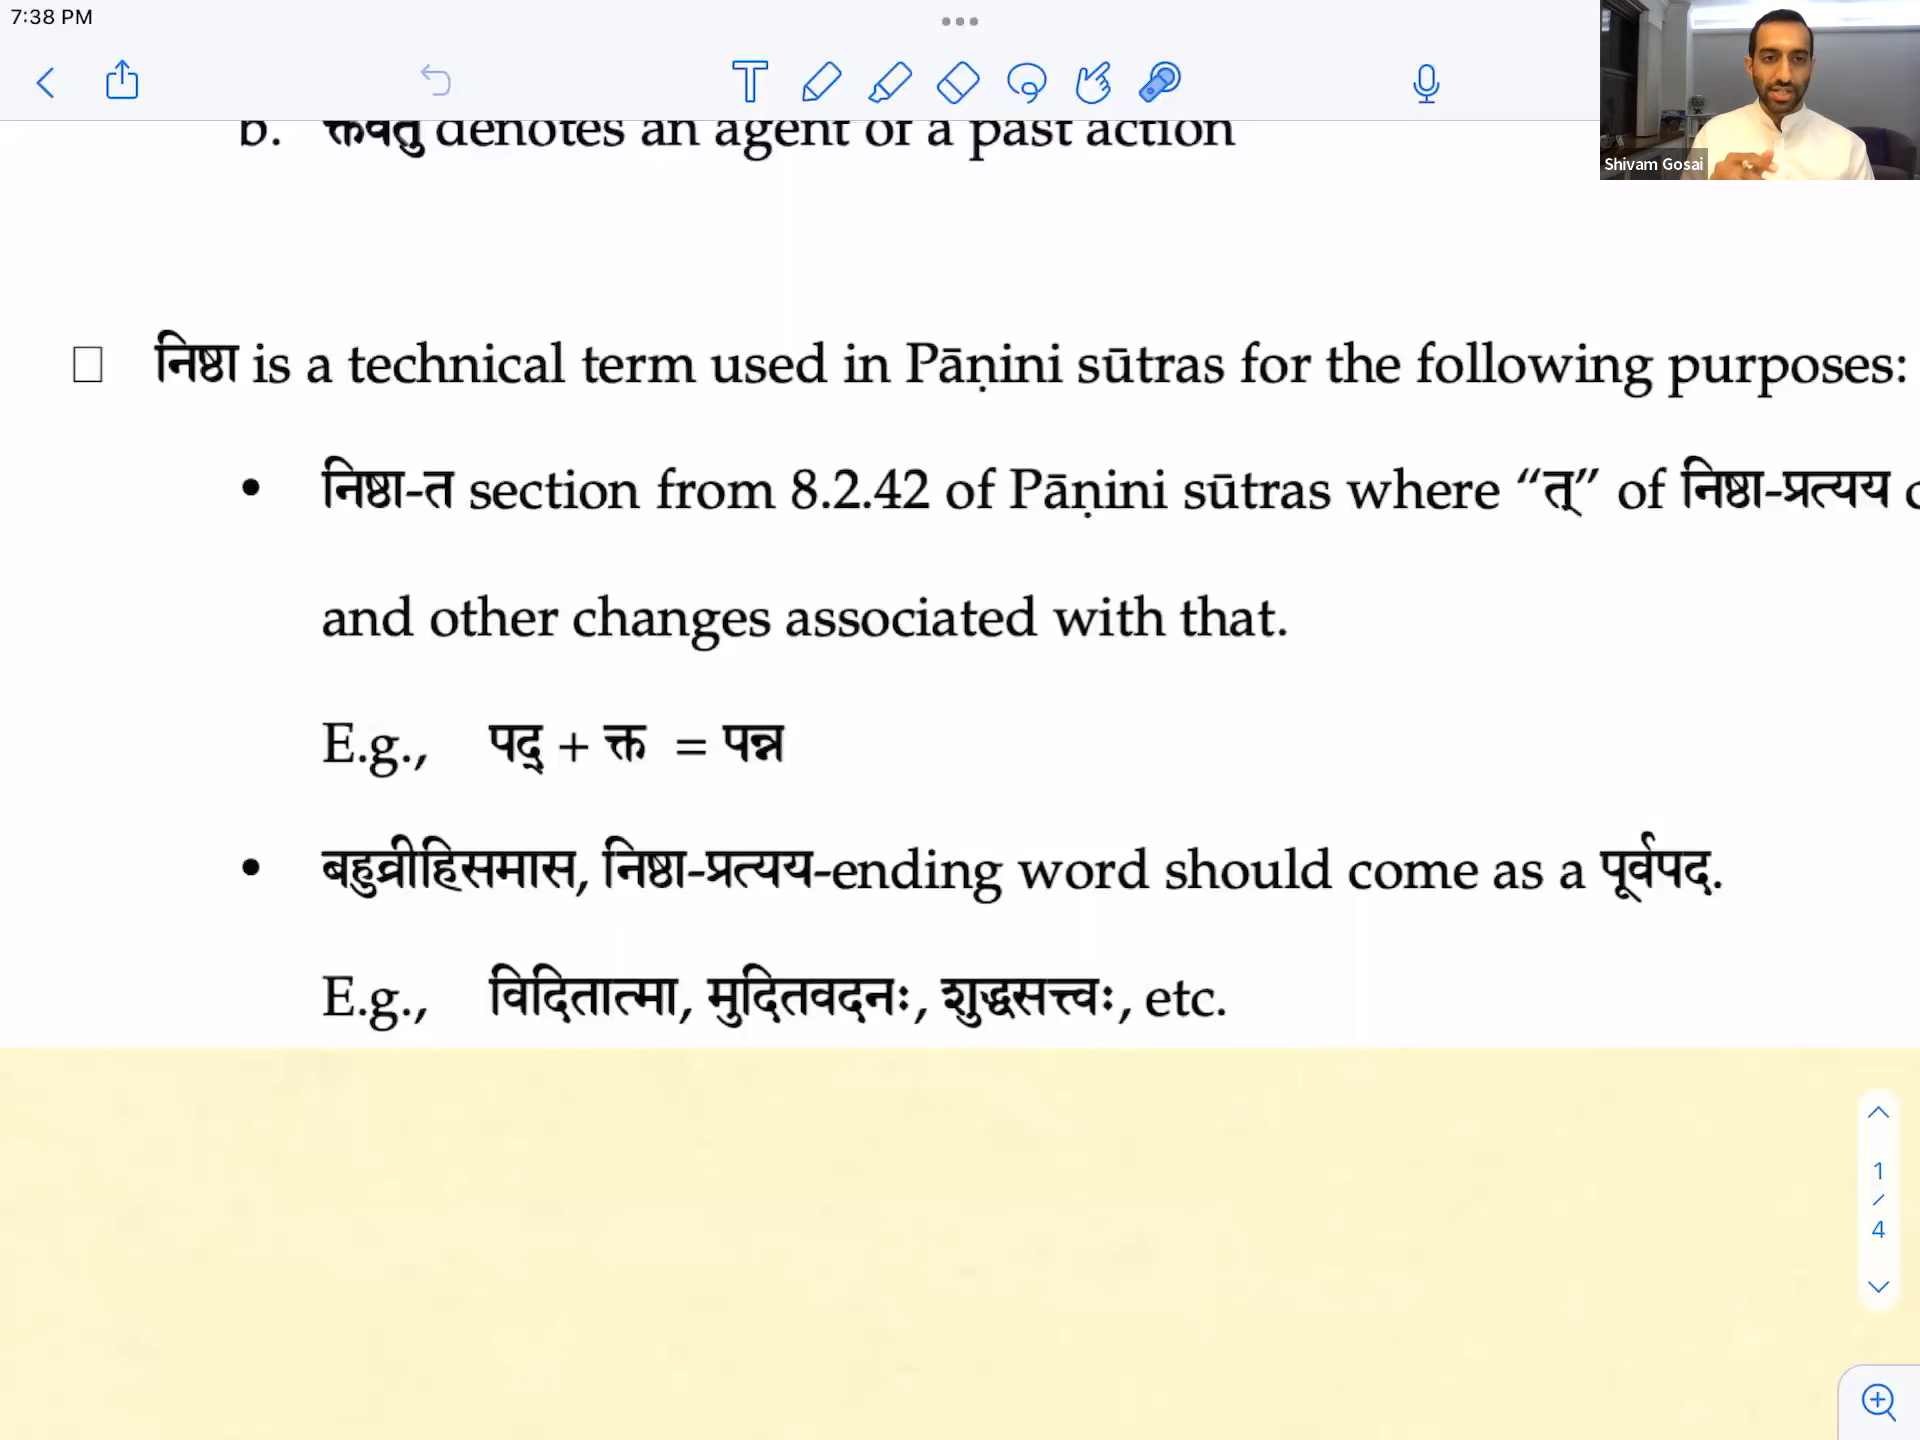 7:38 PM
Shivam Gosai
b. क्तवतु denotes an agent of a past action
निष्ठा is a technical term used in Pāṇini sūtras for the following purposes:
• निष्ठा-त section from 8.2.42 of Pāṇini sūtras where “त्” of निष्ठा-प्रत्यय
and other changes associated with that.
E.g., पद् + क्त = पन्न
• बहुव्रीहिसमास, निष्ठा-प्रत्यय-ending word should come as a पूर्वपद.
E.g., विदितात्मा, मुदितवदनः, शुद्धसत्त्वः, etc.
1
/
4